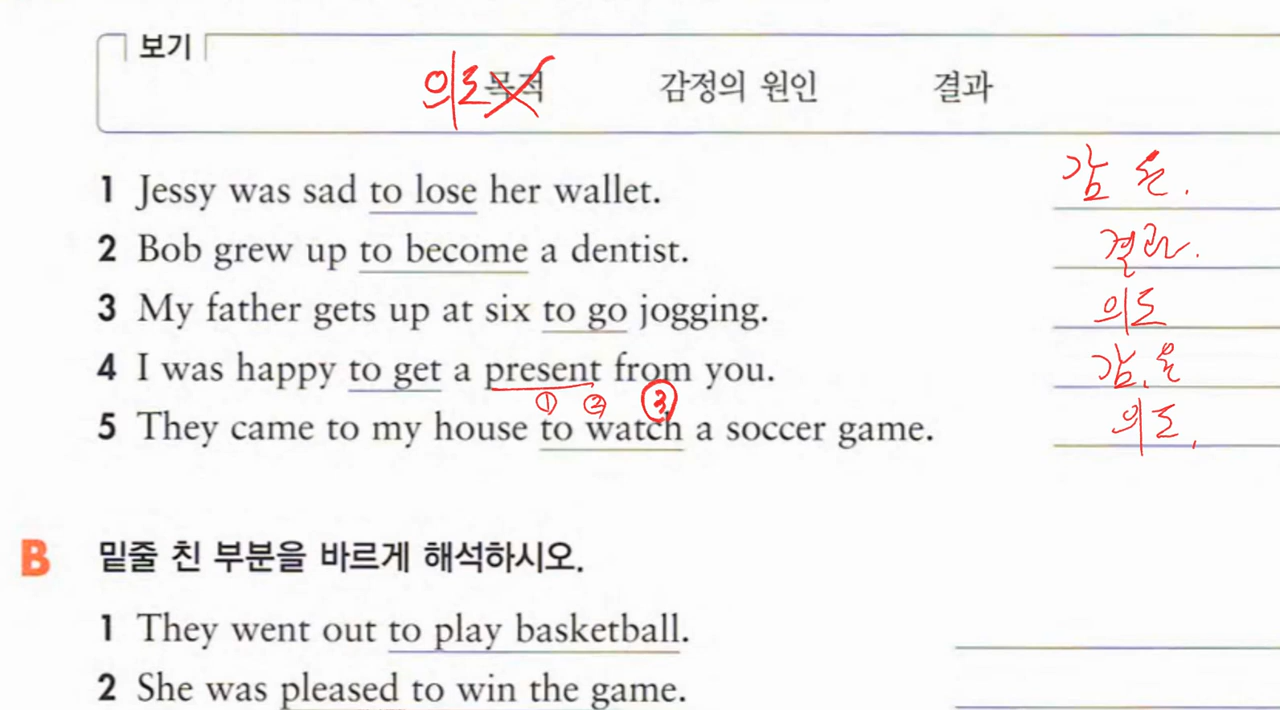 보기
의도 목적 감정의 원인 결과
1 Jessy was sad to lose her wallet. 감 원.
2 Bob grew up to become a dentist. 결과.
3 My father gets up at six to go jogging. 의도
4 I was happy to get a present from you. 감, 원
① ② ③
5 They came to my house to watch a soccer game. 의도,
B 밑줄 친 부분을 바르게 해석하시오.
1 They went out to play basketball.
2 She was pleased to win the game.